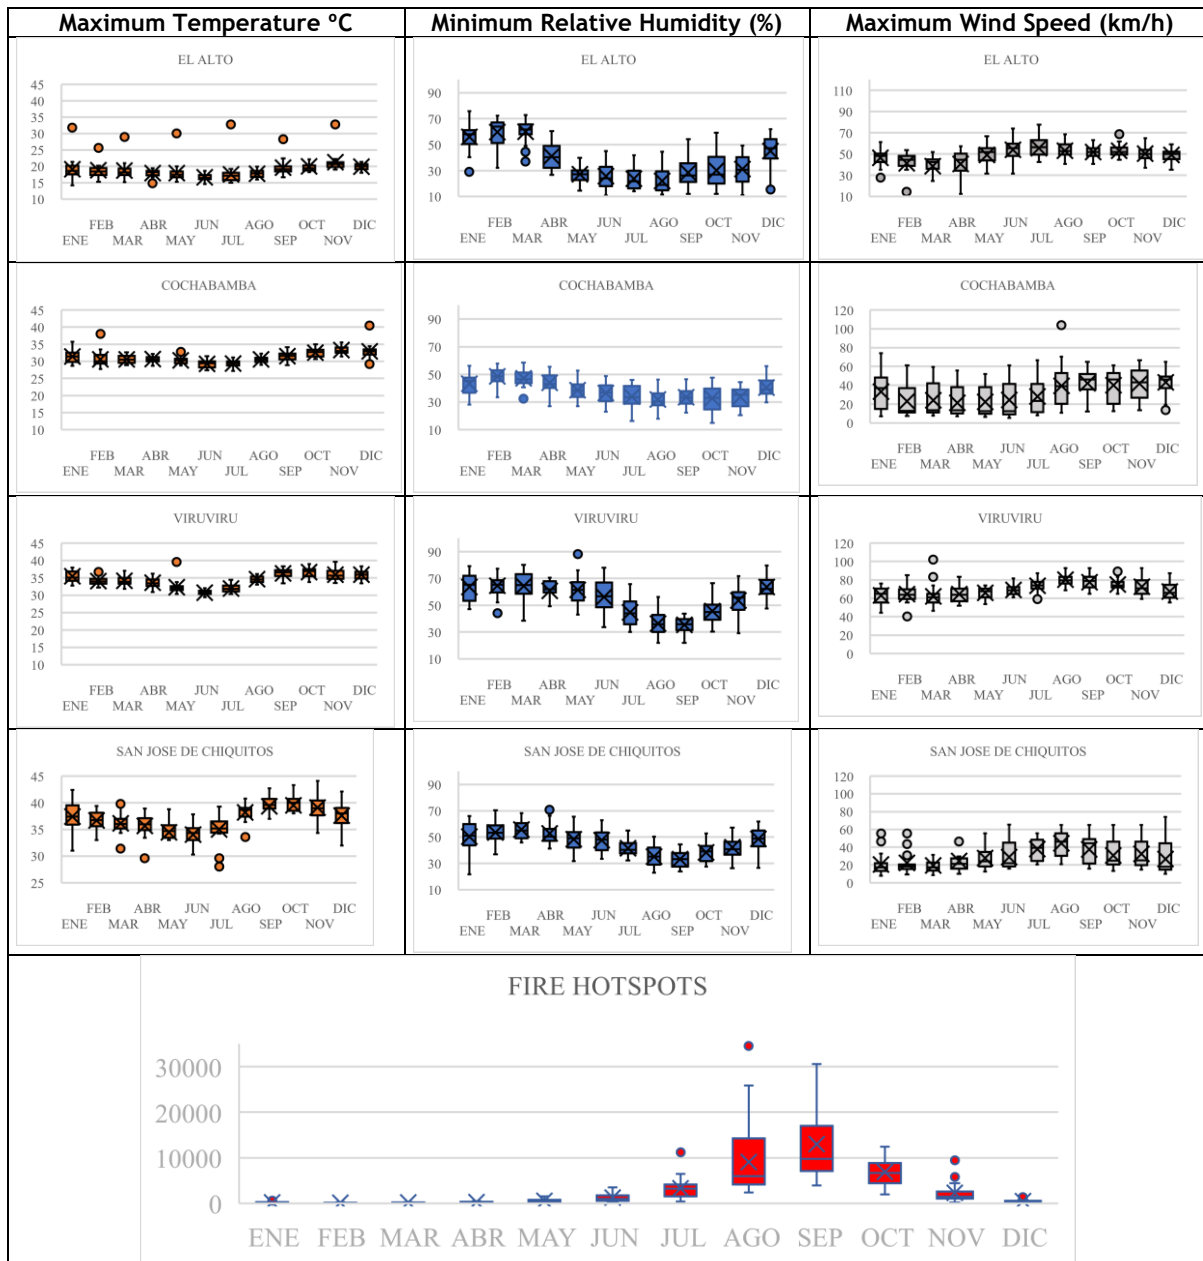 Maximum Temperature ºC
Minimum Relative Humidity (%)
Maximum Wind Speed (km/h)
EL ALTO
45
40
35
30
25
20
15
10
FEB ABR JUN AGO OCT DIC
ENE MAR MAY JUL SEP NOV
EL ALTO
90
70
50
30
10
FEB ABR JUN AGO OCT DIC
ENE MAR MAY JUL SEP NOV
EL ALTO
110
90
70
50
30
10
FEB ABR JUN AGO OCT DIC
ENE MAR MAY JUL SEP NOV
COCHABAMBA
45
40
35
30
25
20
15
10
FEB ABR JUN AGO OCT DIC
ENE MAR MAY JUL SEP NOV
COCHABAMBA
90
70
50
30
10
FEB ABR JUN AGO OCT DIC
ENE MAR MAY JUL SEP NOV
COCHABAMBA
120
100
80
60
40
20
0
FEB ABR JUN AGO OCT DIC
ENE MAR MAY JUL SEP NOV
VIRUVIRU
45
40
35
30
25
20
15
10
FEB ABR JUN AGO OCT DIC
ENE MAR MAY JUL SEP NOV
VIRUVIRU
90
70
50
30
10
FEB ABR JUN AGO OCT DIC
ENE MAR MAY JUL SEP NOV
VIRUVIRU
120
100
80
60
40
20
0
FEB ABR JUN AGO OCT DIC
ENE MAR MAY JUL SEP NOV
SAN JOSE DE CHIQUITOS
45
40
35
30
25
FEB ABR JUN AGO OCT DIC
ENE MAR MAY JUL SEP NOV
SAN JOSE DE CHIQUITOS
90
70
50
30
10
FEB ABR JUN AGO OCT DIC
ENE MAR MAY JUL SEP NOV
SAN JOSE DE CHIQUITOS
120
100
80
60
40
20
0
FEB ABR JUN AGO OCT DIC
ENE MAR MAY JUL SEP NOV
FIRE HOTSPOTS
30000
20000
10000
0
ENE FEB MAR ABR MAY JUN JUL AGO SEP OCT NOV DIC